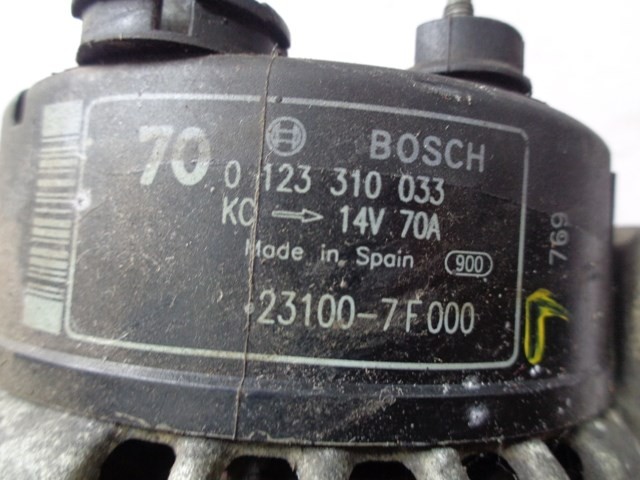 70 BOSCH
0 123 310 033
KC → 14V 70A
Made in Spain 900
23100-7F000
769